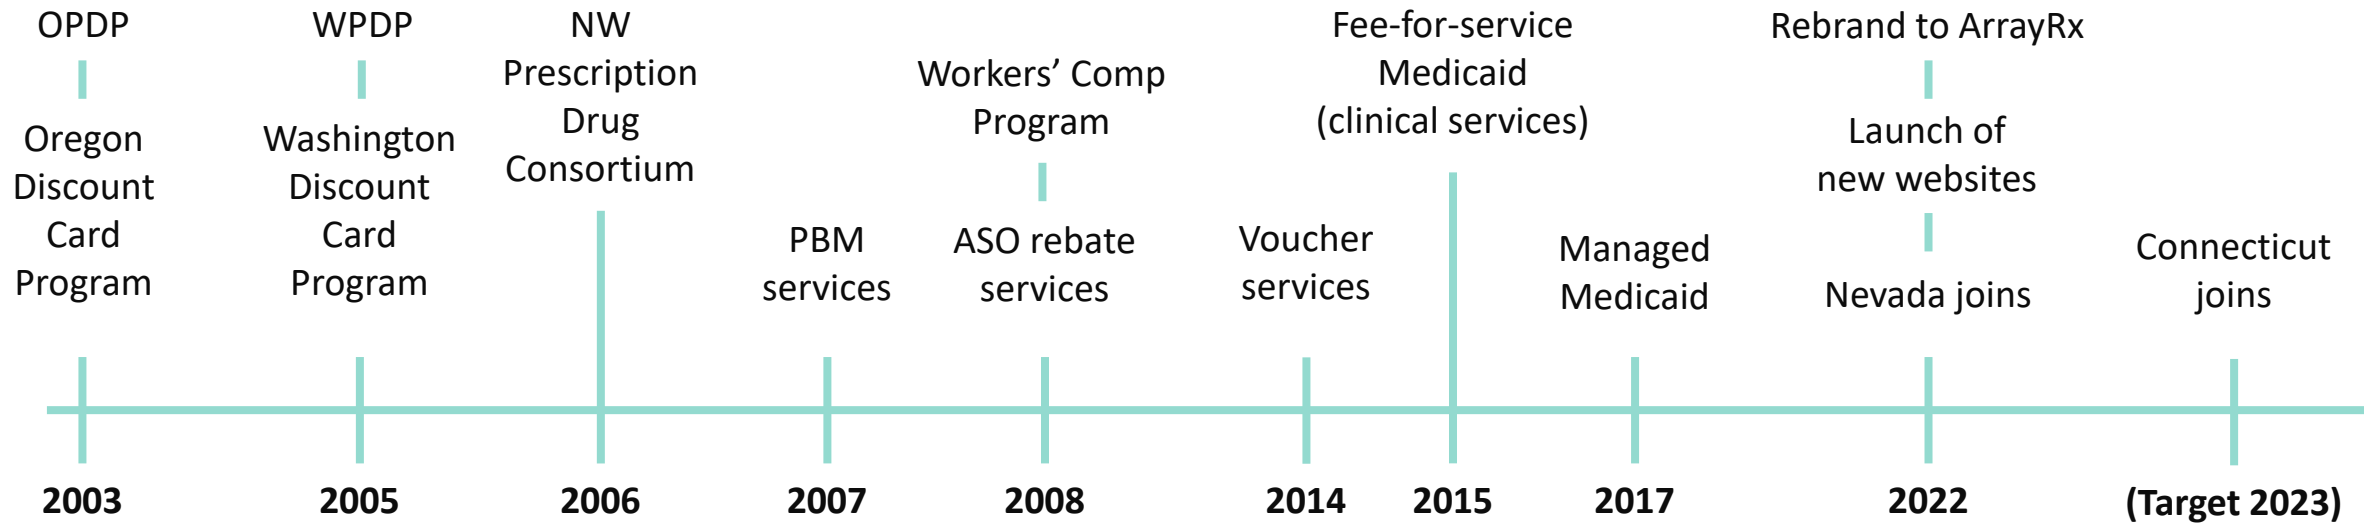 OPDP
Oregon
Discount
Card
Program
2003
WPDP
Washington
Discount
Card
Program
2005
NW
Prescription
Drug
Consortium
2006
PBM
services
2007
Workers’ Comp
Program
ASO rebate
services
2008
Voucher
services
2014
Fee-for-service
Medicaid
(clinical services)
2015
Managed
Medicaid
2017
Rebrand to ArrayRx
Launch of
new websites
Nevada joins
2022
Connecticut
joins
(Target 2023)